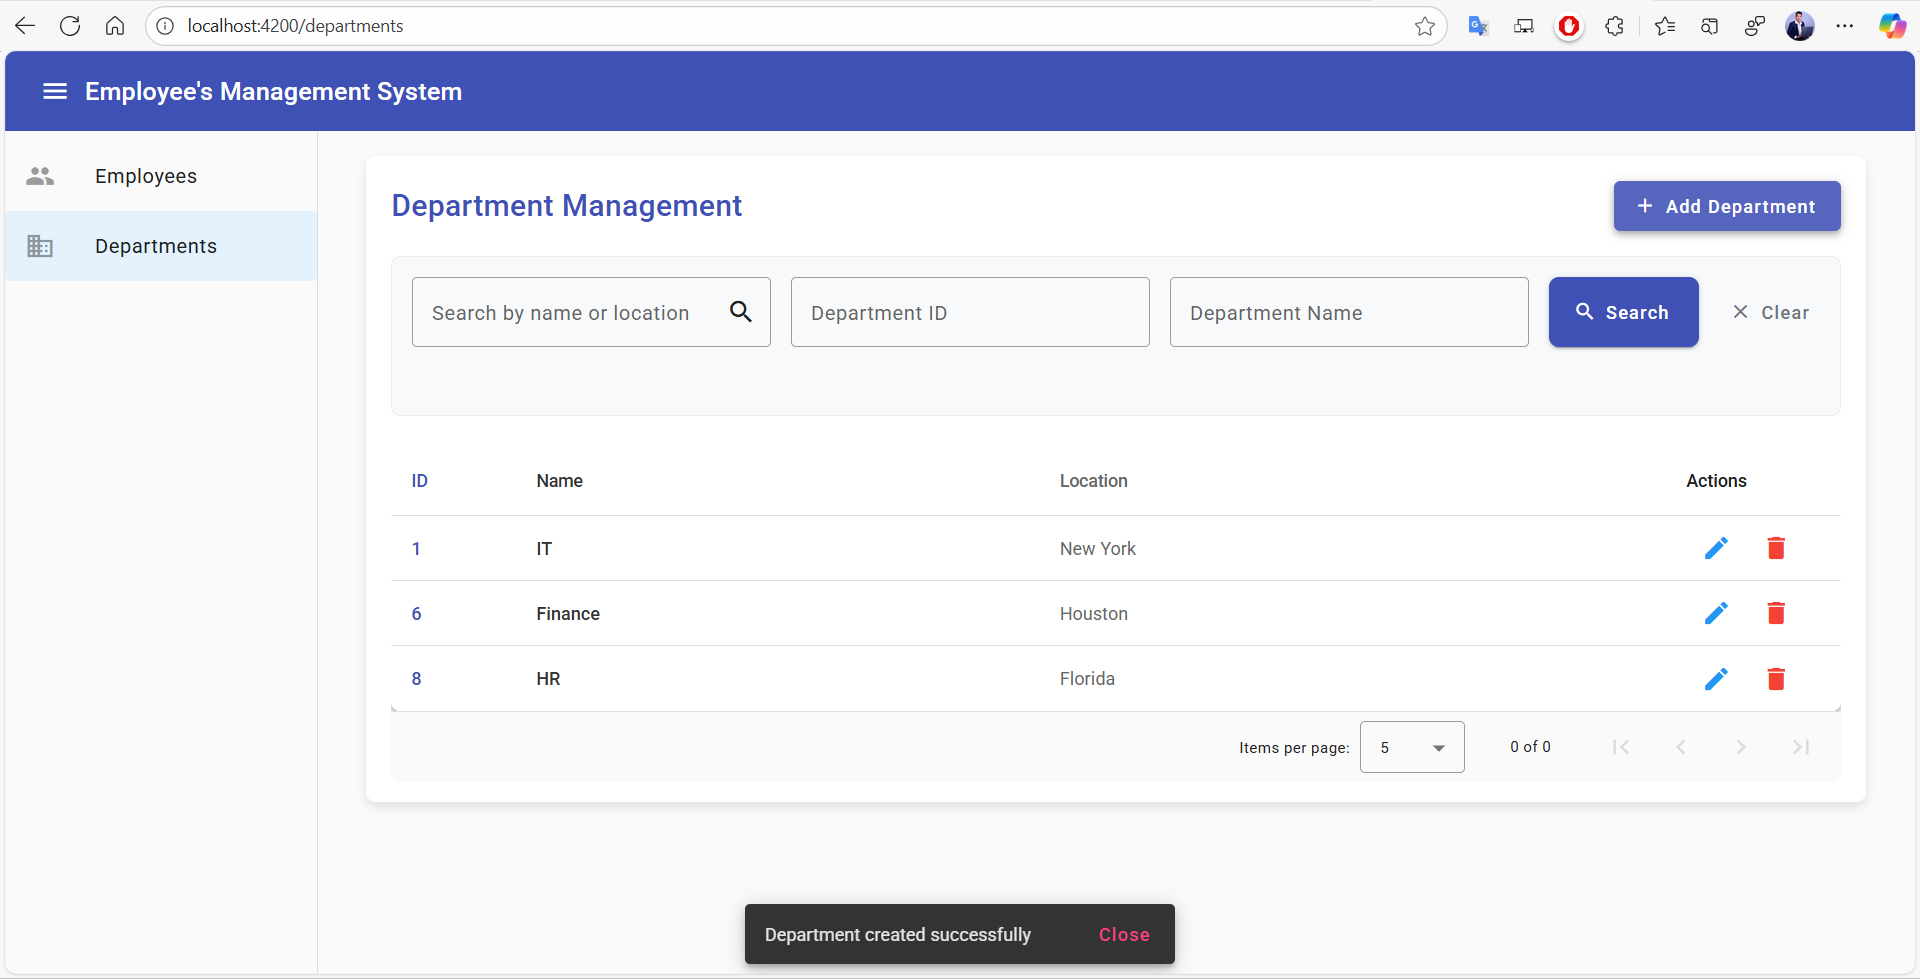 localhost:4200/departments
Employee's Management System
Employees
Departments
Department Management
+ Add Department
Search by name or location
Department ID
Department Name
Search
Clear
ID Name Location Actions
1 IT New York
6 Finance Houston
8 HR Florida
Items per page: 5 0 of 0
Department created successfully Close